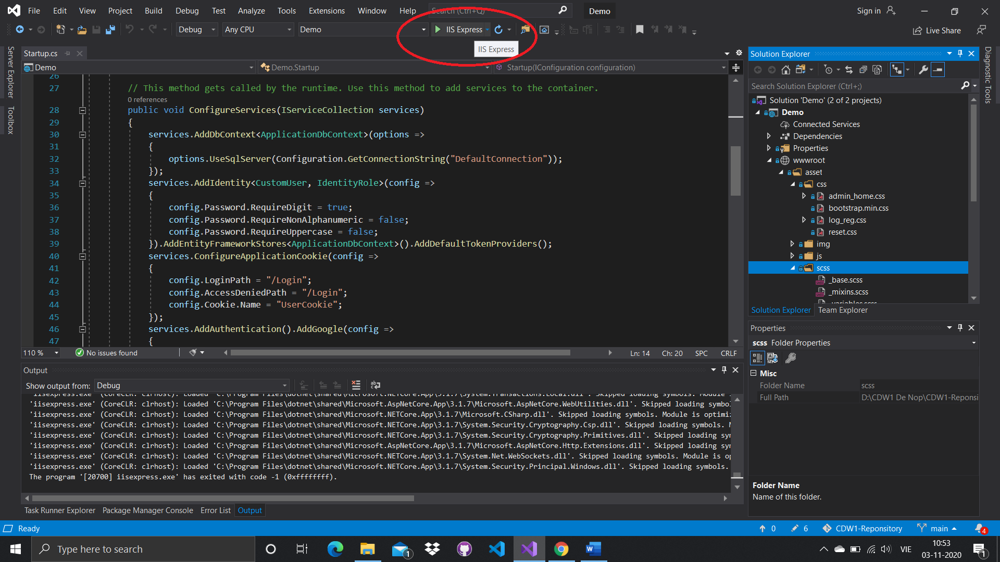 File Edit View Project Build Debug Test Analyze Tools Extensions Window Help Search (Ctrl+Q) Demo Sign in
Debug Any CPU Demo IIS Express Live Share
IIS Express
Server Explorer
Toolbox
Startup.cs
Demo Demo.Startup Startup(IConfiguration configuration)
26
27 // This method gets called by the runtime. Use this method to add services to the container.
0 references
28 public void ConfigureServices(IServiceCollection services)
29 {
30 services.AddDbContext<ApplicationDbContext>(options =>
31 {
32 options.UseSqlServer(Configuration.GetConnectionString("DefaultConnection"));
33 });
34 services.AddIdentity<CustomUser, IdentityRole>(config =>
35 {
36 config.Password.RequireDigit = true;
37 config.Password.RequireNonAlphanumeric = false;
38 config.Password.RequireUppercase = false;
39 }).AddEntityFrameworkStores<ApplicationDbContext>().AddDefaultTokenProviders();
40 services.ConfigureApplicationCookie(config =>
41 {
42 config.LoginPath = "/Login";
43 config.AccessDeniedPath = "/Login";
44 config.Cookie.Name = "UserCookie";
45 });
46 services.AddAuthentication().AddGoogle(config =>
47 {
110 % No issues found Ln: 14 Ch: 20 SPC CRLF
Output
Show output from: Debug
'iisexpress.exe' (CoreCLR: clrhost): Loaded 'C:\Program Files\dotnet\shared\Microsoft.NETCore.App\3.1.7\System.Transactions.Local.dll'. Skipped loading symbols. Module
'iisexpress.exe' (CoreCLR: clrhost): Loaded 'C:\Program Files\dotnet\shared\Microsoft.AspNetCore.App\3.1.7\Microsoft.AspNetCore.WebUtilities.dll'. Skipped loading symbo
'iisexpress.exe' (CoreCLR: clrhost): Loaded 'C:\Program Files\dotnet\shared\Microsoft.NETCore.App\3.1.7\Microsoft.CSharp.dll'. Skipped loading symbols. Module is optimi
'iisexpress.exe' (CoreCLR: clrhost): Loaded 'C:\Program Files\dotnet\shared\Microsoft.NETCore.App\3.1.7\System.Security.Cryptography.Csp.dll'. Skipped loading symbols.
'iisexpress.exe' (CoreCLR: clrhost): Loaded 'C:\Program Files\dotnet\shared\Microsoft.NETCore.App\3.1.7\System.Security.Cryptography.Primitives.dll'. Skipped loading sy
'iisexpress.exe' (CoreCLR: clrhost): Loaded 'C:\Program Files\dotnet\shared\Microsoft.AspNetCore.App\3.1.7\Microsoft.AspNetCore.Http.Extensions.dll'. Skipped loading sy
'iisexpress.exe' (CoreCLR: clrhost): Loaded 'C:\Program Files\dotnet\shared\Microsoft.NETCore.App\3.1.7\System.Net.WebSockets.dll'. Skipped loading symbols. Module is o
'iisexpress.exe' (CoreCLR: clrhost): Loaded 'C:\Program Files\dotnet\shared\Microsoft.NETCore.App\3.1.7\System.Security.Principal.Windows.dll'. Skipped loading symbols.
The program '[20700] iisexpress.exe' has exited with code -1 (0xffffffff).
Task Runner Explorer Package Manager Console Error List Output
Solution Explorer
Search Solution Explorer (Ctrl+;)
Solution 'Demo' (2 of 2 projects)
Demo
Connected Services
Dependencies
Properties
wwwroot
asset
css
admin_home.css
bootstrap.min.css
log_reg.css
reset.css
img
js
scss
_base.scss
_mixins.scss
_variables.scss
Solution Explorer Team Explorer
Properties
scss Folder Properties
Misc
Folder Name scss
Full Path D:\CDW1 De Nop\CDW1-Reponsi
Folder Name
Name of this folder.
Diagnostic Tools
Ready 0 6 CDW1-Reponsitory main 4
Type here to search 1 VIE 10:53
03-11-2020 1